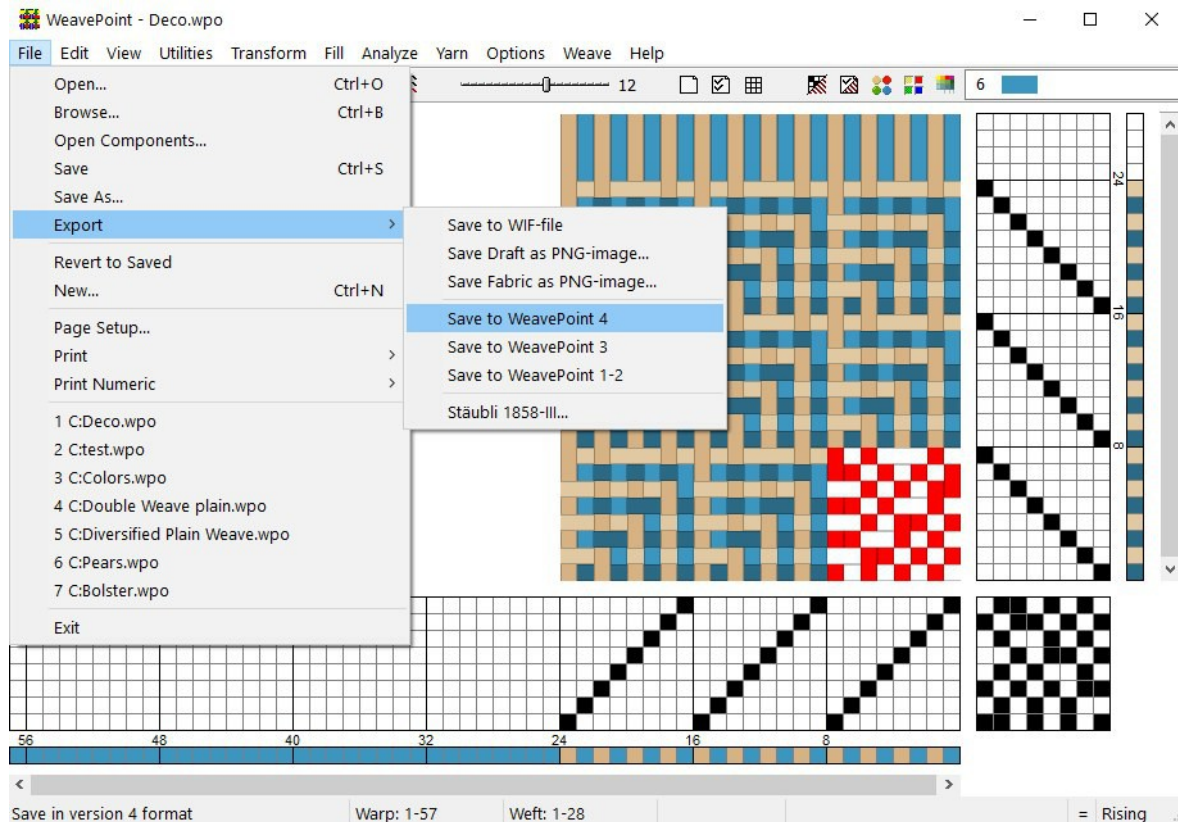 WeavePoint - Deco.wpo
File Edit View Utilities Transform Fill Analyze Yarn Options Weave Help
12
6
Open... Ctrl+O
Browse... Ctrl+B
Open Components...
Save Ctrl+S
Save As...
Export
Revert to Saved
New... Ctrl+N
Page Setup...
Print
Print Numeric
1 C:Deco.wpo
2 C:test.wpo
3 C:Colors.wpo
4 C:Double Weave plain.wpo
5 C:Diversified Plain Weave.wpo
6 C:Pears.wpo
7 C:Bolster.wpo
Exit
Save to WIF-file
Save Draft as PNG-image...
Save Fabric as PNG-image...
Save to WeavePoint 4
Save to WeavePoint 3
Save to WeavePoint 1-2
Stäubli 1858-III...
24
16
8
56 48 40 32 24 16 8
Save in version 4 format Warp: 1-57 Weft: 1-28 = Rising